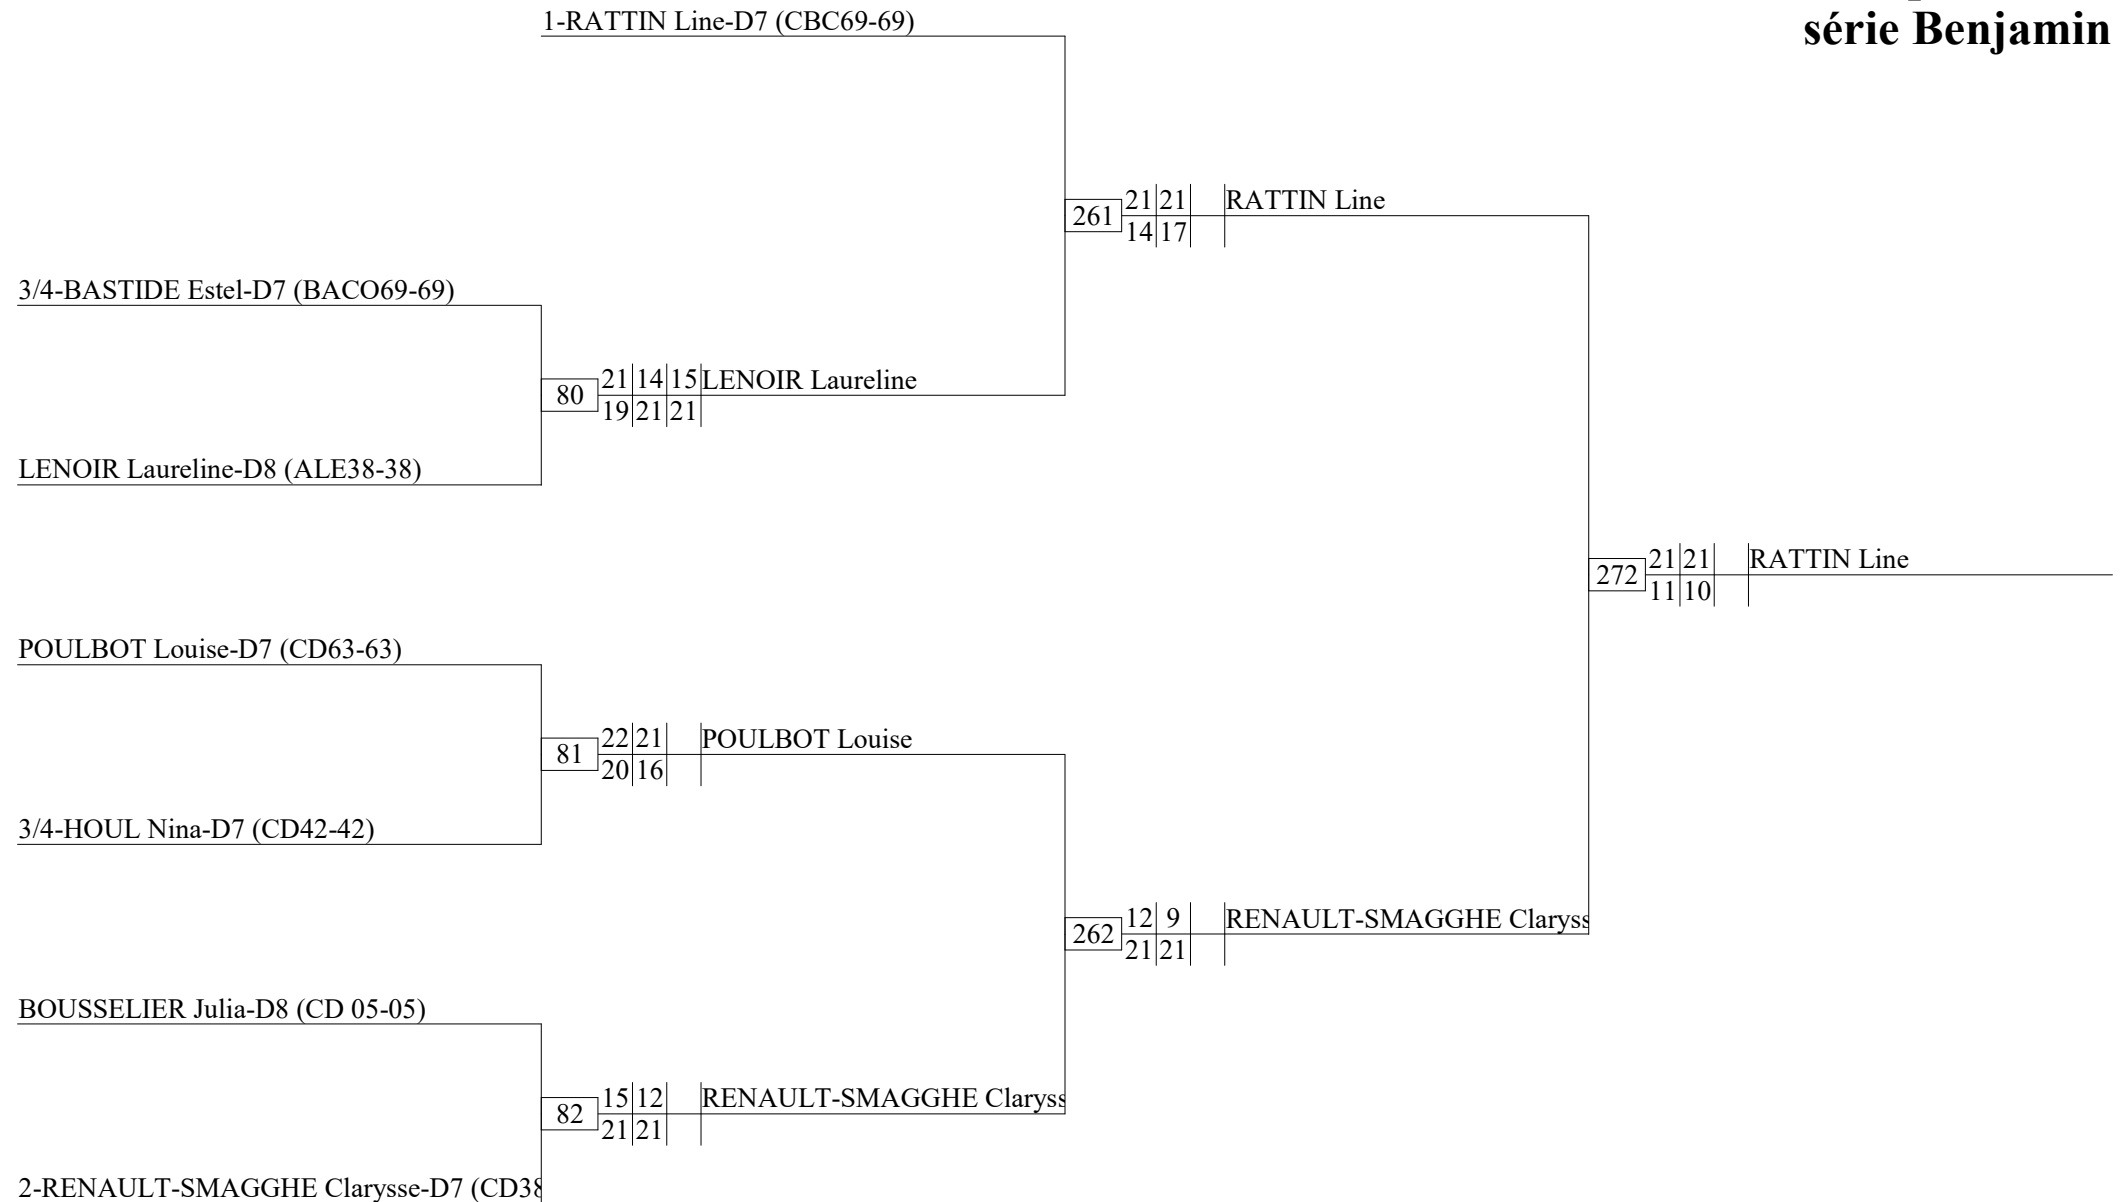 série Benjamin
1-RATTIN Line-D7 (CBC69-69)
261 21 21 RATTIN Line
14 17
3/4-BASTIDE Estel-D7 (BACO69-69)
80 21 14 15 LENOIR Laureline
19 21 21
LENOIR Laureline-D8 (ALE38-38)
272 21 21 RATTIN Line
11 10
POULBOT Louise-D7 (CD63-63)
81 22 21 POULBOT Louise
20 16
3/4-HOUL Nina-D7 (CD42-42)
262 12 9 RENAULT-SMAGGHE Claryss
21 21
BOUSSELIER Julia-D8 (CD 05-05)
82 15 12 RENAULT-SMAGGHE Claryss
21 21
2-RENAULT-SMAGGHE Clarysse-D7 (CD38